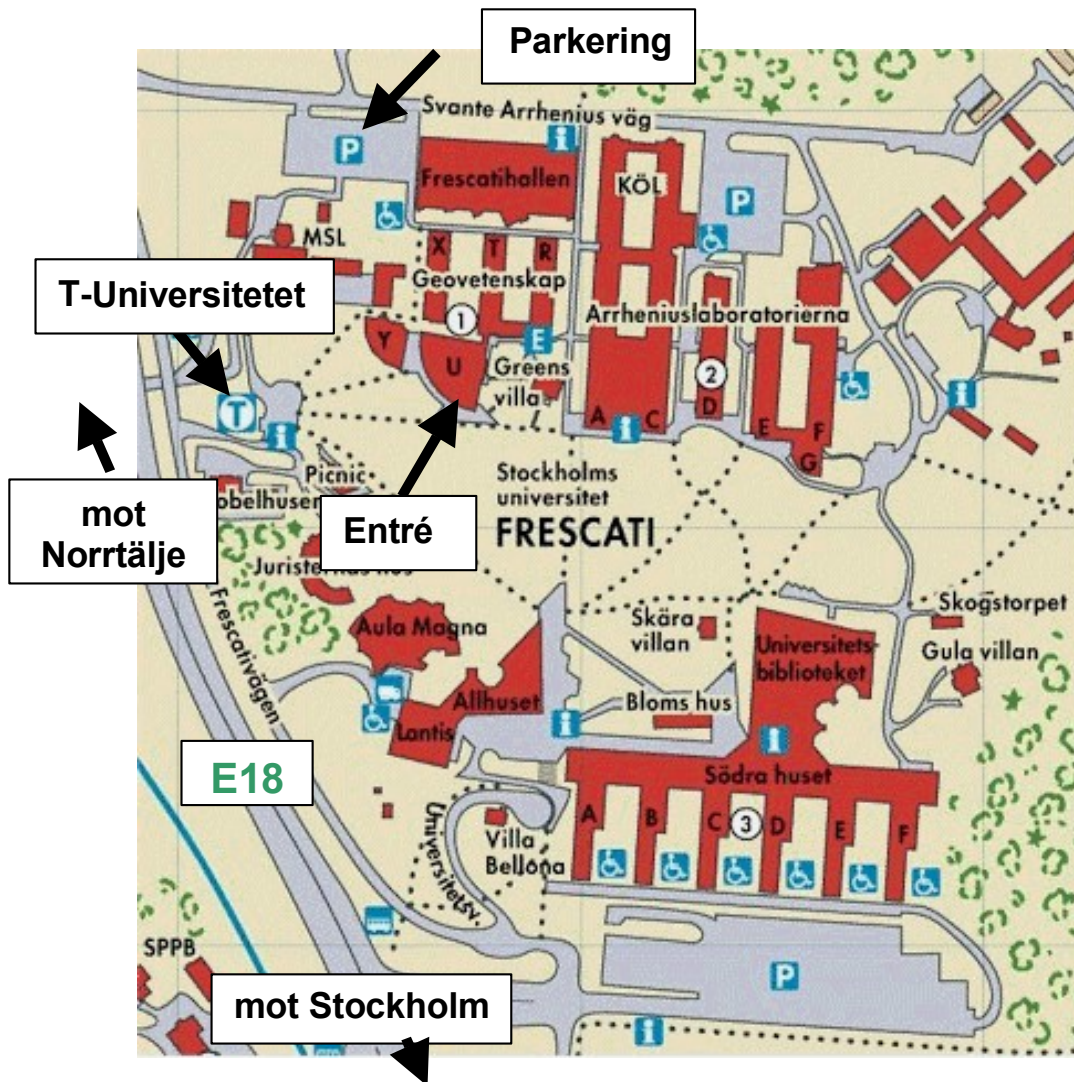 Parkering
Svante Arrhenius väg
P
i
Frescatihallen
KÖL
P
MSL
X
T
R
Geovetenskap
T-Universitetet
Arrheniuslaboratorierna
1
E
Y
U
Greens
villa
2
T
A
C
i
D
E
F
G
i
i
Picnic
Stockholms
universitet
FRESCATI
mot
Norrtälje
Entré
Juristernas hus
Frescativägen
Aula Magna
Skära
villan
Universitets-
biblioteket
Skogstorpet
Gula villan
Allhuset
Lantis
Bloms hus
i
i
E18
Södra huset
A
B
C
3
D
E
F
Villa
Bellona
Universitetsv.
SPPB
P
mot Stockholm
i